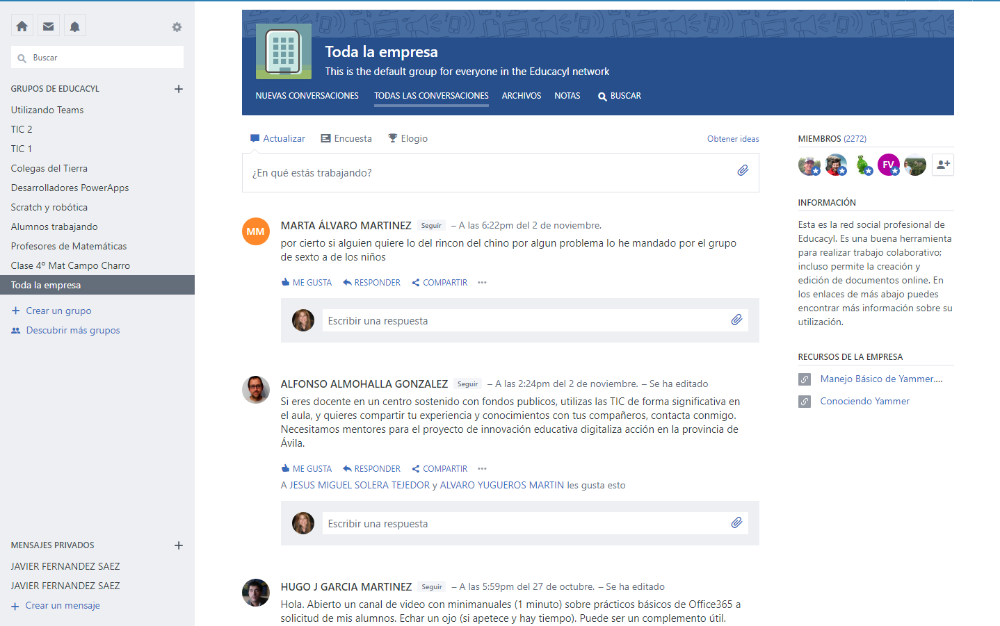 Buscar
GRUPOS DE EDUCACYL
Utilizando Teams
TIC 2
TIC 1
Colegas del Tierra
Desarrolladores PowerApps
Scratch y robótica
Alumnos trabajando
Profesores de Matemáticas
Clase 4º Mat Campo Charro
Toda la empresa
Crear un grupo
Descubrir más grupos
MENSAJES PRIVADOS
JAVIER FERNANDEZ SAEZ
JAVIER FERNANDEZ SAEZ
Crear un mensaje
Toda la empresa
This is the default group for everyone in the Educacyl network
NUEVAS CONVERSACIONES TODAS LAS CONVERSACIONES ARCHIVOS NOTAS BUSCAR
Actualizar Encuesta Elogio Obtener ideas
¿En qué estás trabajando?
MM
MARTA ÁLVARO MARTINEZ Seguir – A las 6:22pm del 2 de noviembre.
por cierto si alguien quiere lo del rincon del chino por algun problema lo he mandado por el grupo
de sexto a de los niños
ME GUSTA RESPONDER COMPARTIR
Escribir una respuesta
ALFONSO ALMOHALLA GONZALEZ Seguir – A las 2:24pm del 2 de noviembre. – Se ha editado
Si eres docente en un centro sostenido con fondos publicos, utilizas las TIC de forma significativa en
el aula, y quieres compartir tu experiencia y conocimientos con tus compañeros, contacta conmigo.
Necesitamos mentores para el proyecto de innovación educativa digitaliza acción en la provincia de
Ávila.
ME GUSTA RESPONDER COMPARTIR
A JESUS MIGUEL SOLERA TEJEDOR y ALVARO YUGUEROS MARTIN les gusta esto
Escribir una respuesta
HUGO J GARCIA MARTINEZ Seguir – A las 5:59pm del 27 de octubre. – Se ha editado
Hola. Abierto un canal de video con minimanuales (1 minuto) sobre prácticos básicos de Office365 a
solicitud de mis alumnos. Echar un ojo (si apetece y hay tiempo). Puede ser un complemento útil.
MIEMBROS (2272)
FV
INFORMACIÓN
Esta es la red social profesional de
Educacyl. Es una buena herramienta
para realizar trabajo colaborativo;
incluso permite la creación y
edición de documentos online. En
los enlaces de más abajo puedes
encontrar más información sobre su
utilización.
RECURSOS DE LA EMPRESA
Manejo Básico de Yammer....
Conociendo Yammer